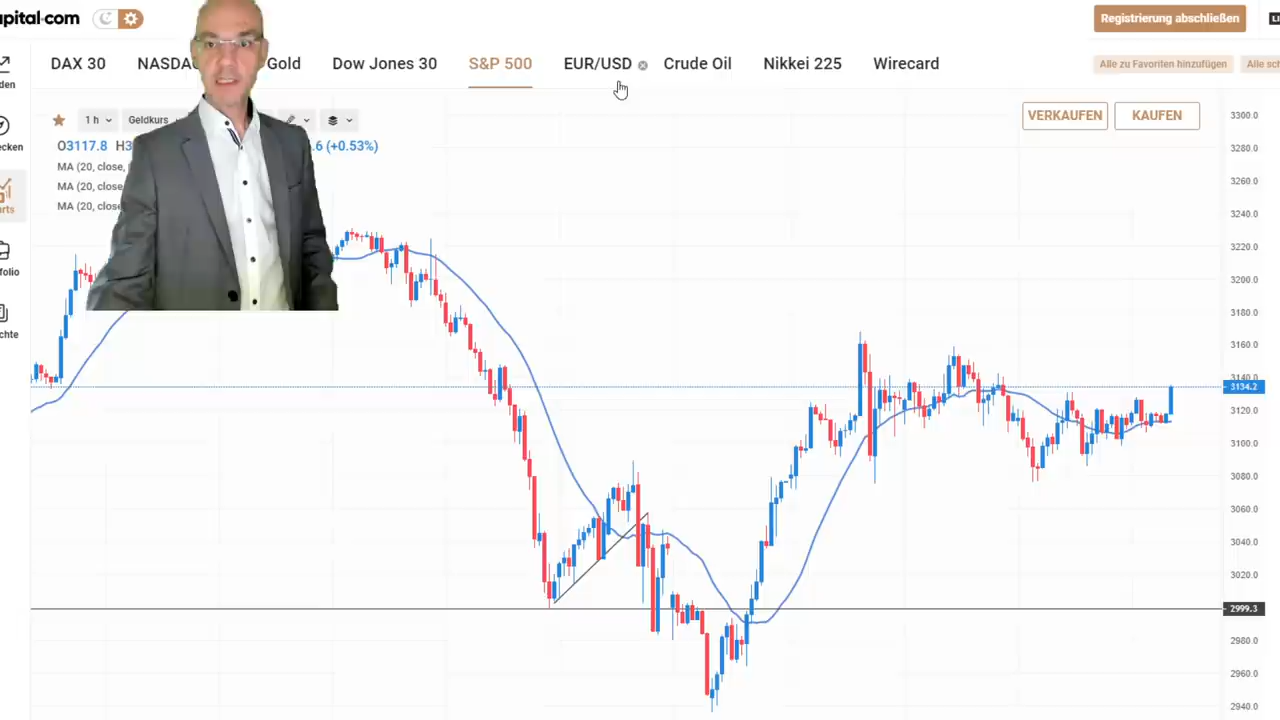 apital.com
Registrierung abschließen
DAX 30 NASDA Gold Dow Jones 30 S&P 500 EUR/USD Crude Oil Nikkei 225 Wirecard
Alle zu Favoriten hinzufügen Alle sch
den
ecken
arts
folio
chte
1 h Geldkurs
O3117.8 H3 .6 (+0.53%)
MA (20, close,
MA (20, close
MA (20, close
VERKAUFEN KAUFEN
3300.0
3280.0
3260.0
3240.0
3220.0
3200.0
3180.0
3160.0
3140.0
3134.2
3120.0
3100.0
3080.0
3060.0
3040.0
3020.0
2999.3
2980.0
2960.0
2940.0